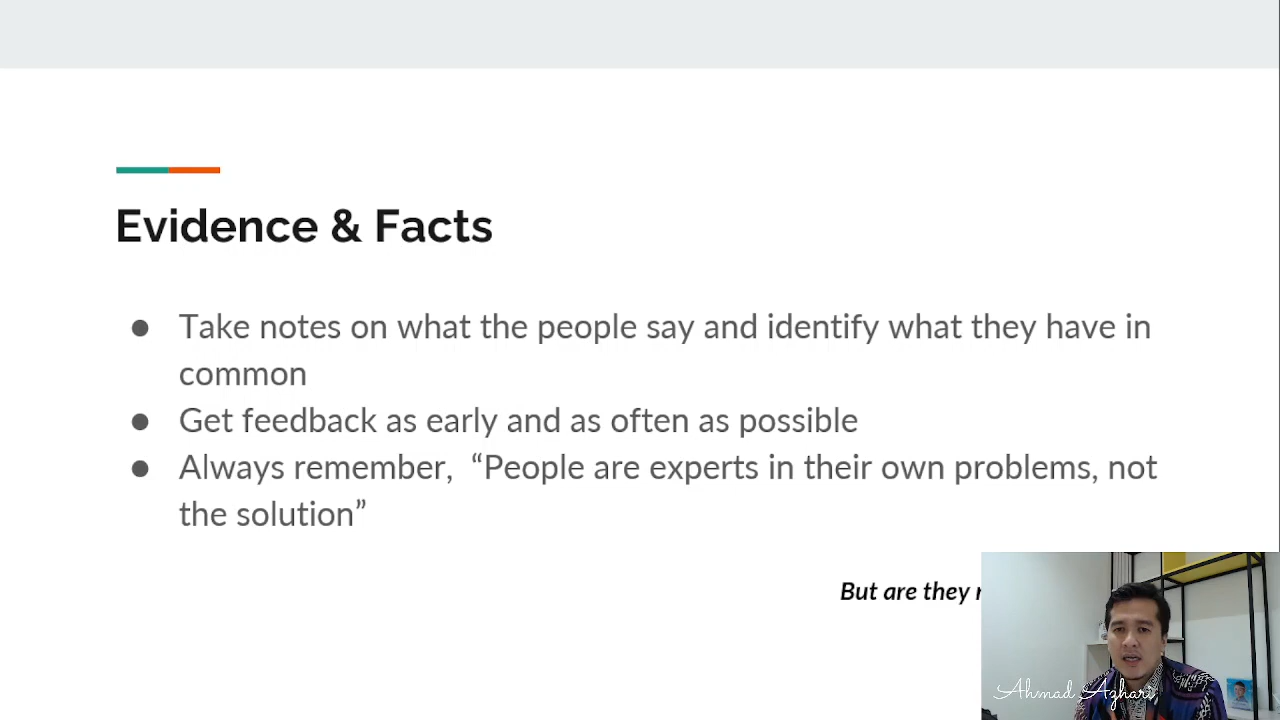 Evidence & Facts
● Take notes on what the people say and identify what they have in
common
● Get feedback as early and as often as possible
● Always remember,  “People are experts in their own problems, not
the solution”
But are they
Ahmad Azhari